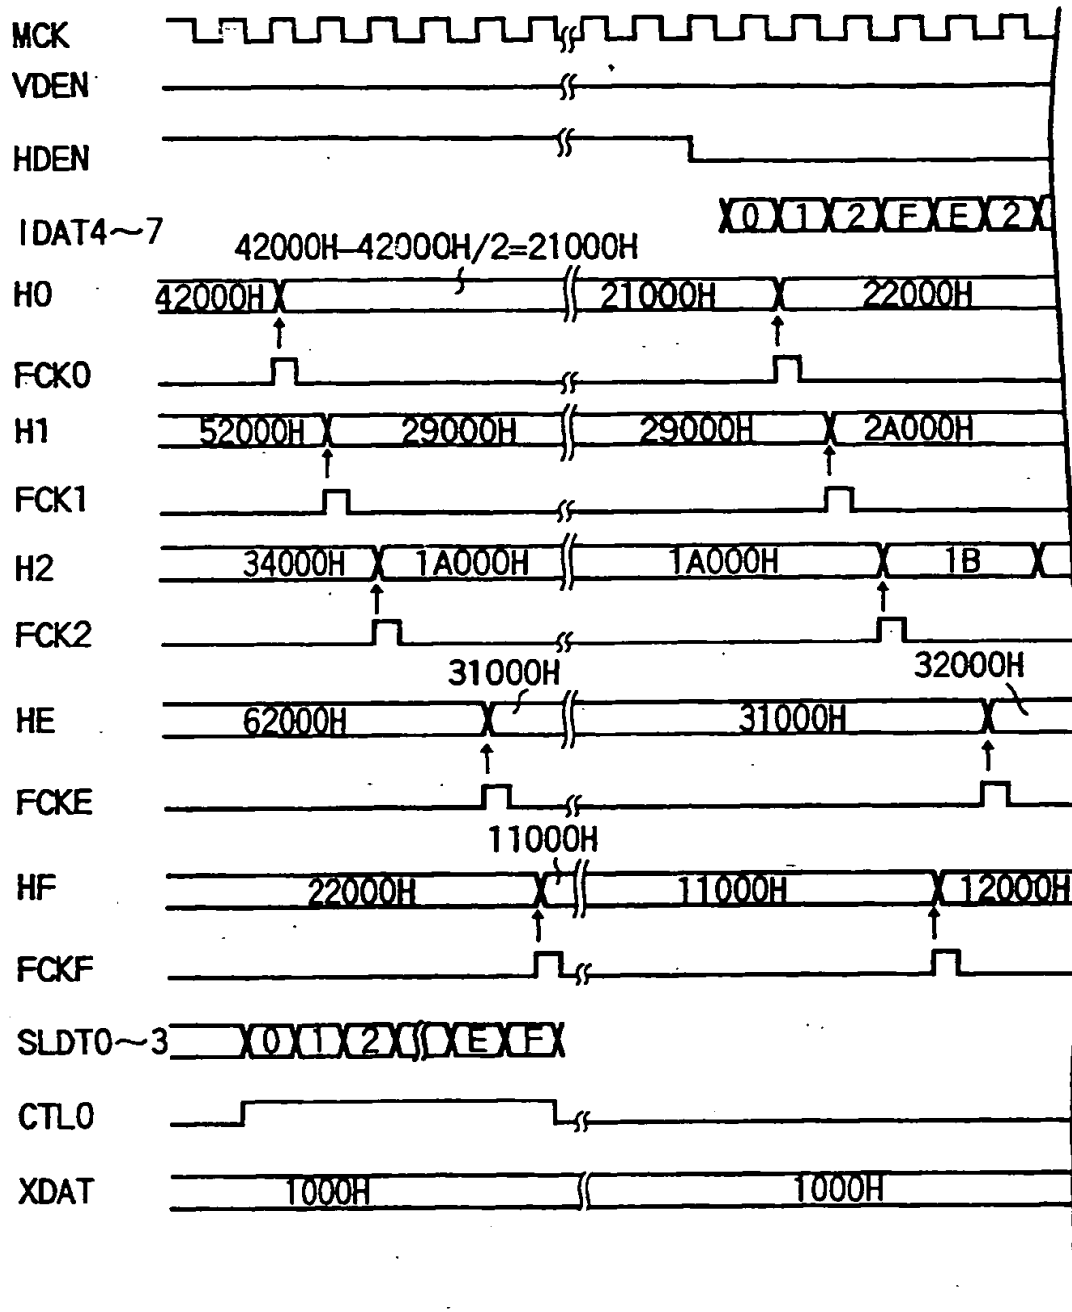 MCK
VDEN
HDEN
IDAT4～7 0 1 2 F E 2
42000H–42000H/2=21000H
H0 42000H 21000H 22000H
FCK0
H1 52000H 29000H 29000H 2A000H
FCK1
H2 34000H 1A000H 1A000H 1B
FCK2
31000H 32000H
HE 62000H 31000H
FCKE
11000H
HF 22000H 11000H 12000H
FCKF
SLDT0～3 0 1 2 E F
CTL0
XDAT 1000H 1000H